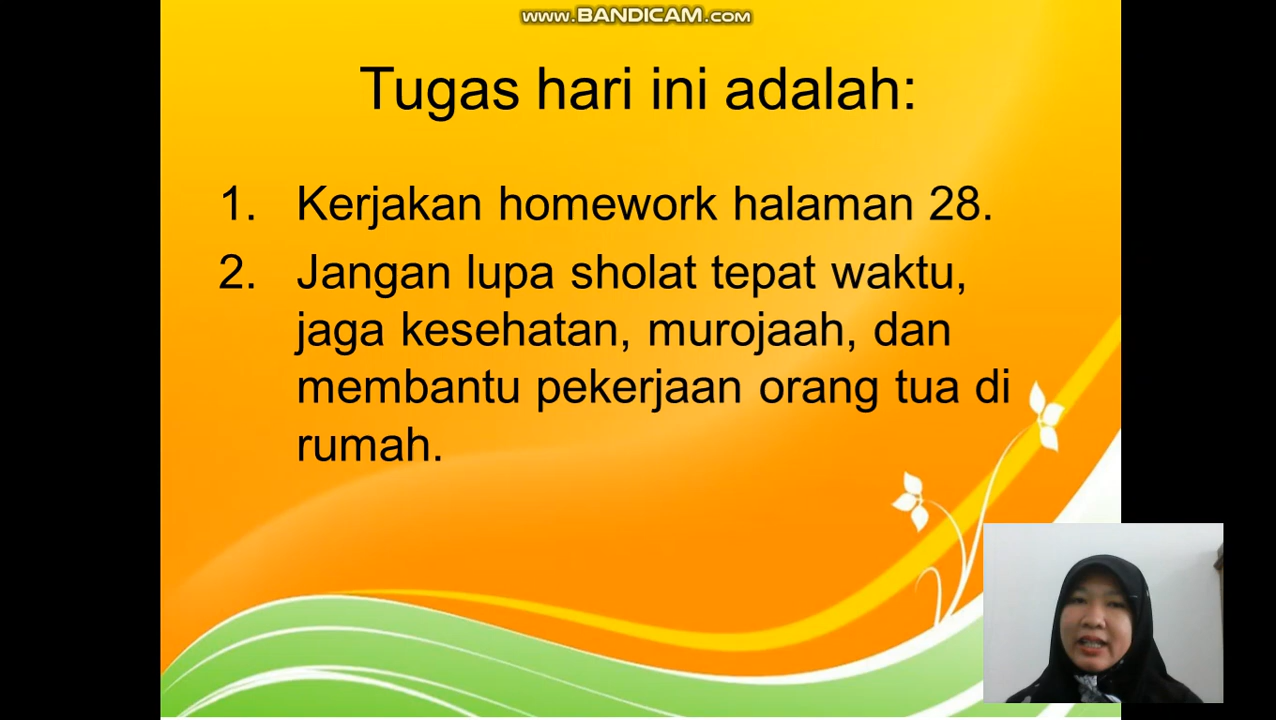 www.BANDICAM.com
Tugas hari ini adalah:
1. Kerjakan homework halaman 28.
2. Jangan lupa sholat tepat waktu,
jaga kesehatan, murojaah, dan
membantu pekerjaan orang tua di
rumah.